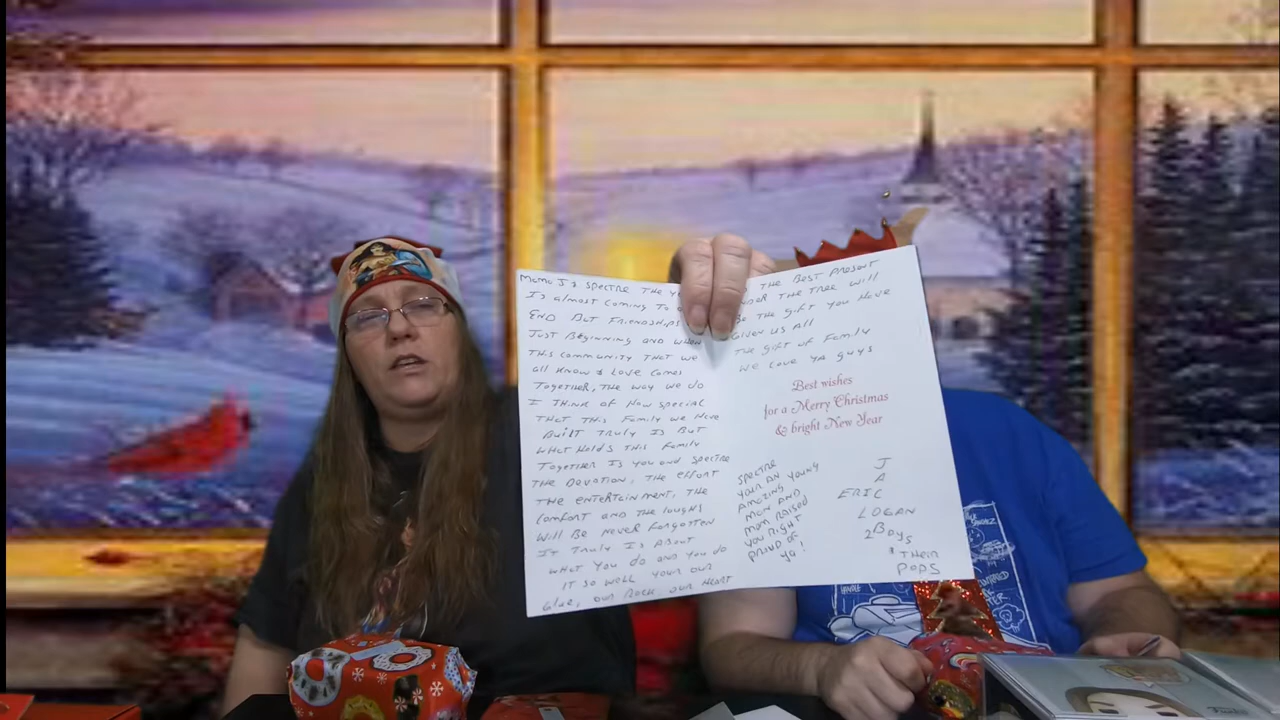 MOMO J & SPECTRE THE
IS ALMOST COMING TO
END BUT FRIENDSHIPS
JUST BEGINNING AND WHEN
THIS COMMUNITY THAT WE
ALL KNOW & LOVE COMES
TOGETHER, THE WAY WE DO
I THINK OF HOW SPECIAL
THAT THIS FAMILY WE HAVE
BUILT TRULY IS BUT
WHAT HOLDS THIS FAMILY
TOGETHER IS YOU AND SPECTRE
THE DEVOTION, THE EFFORT
THE ENTERTAINMENT, THE
COMFORT AND THE LAUGHS
WILL BE NEVER FORGOTTEN
IT TRULY IS ABOUT
WHAT YOU DO AND YOU DO
IT SO WELL YOUR OUR
GLUE, OUR ROCK, OUR HEART
THE BEST PRESENT
UNDER THE TREE WILL
BE THE GIFT YOU HAVE
GIVEN US ALL
THE GIFT OF FAMILY
WE LOVE YA GUYS
Best wishes
for a Merry Christmas
& bright New Year
SPECTRE
YOUR AN YOUNG
AMAZING
MAN AND
MOM RAISED
YOU RIGHT
PROUD OF
YA!
J
A
ERIC
LOGAN
2 BOYS
& THEIR
POPS
Funko